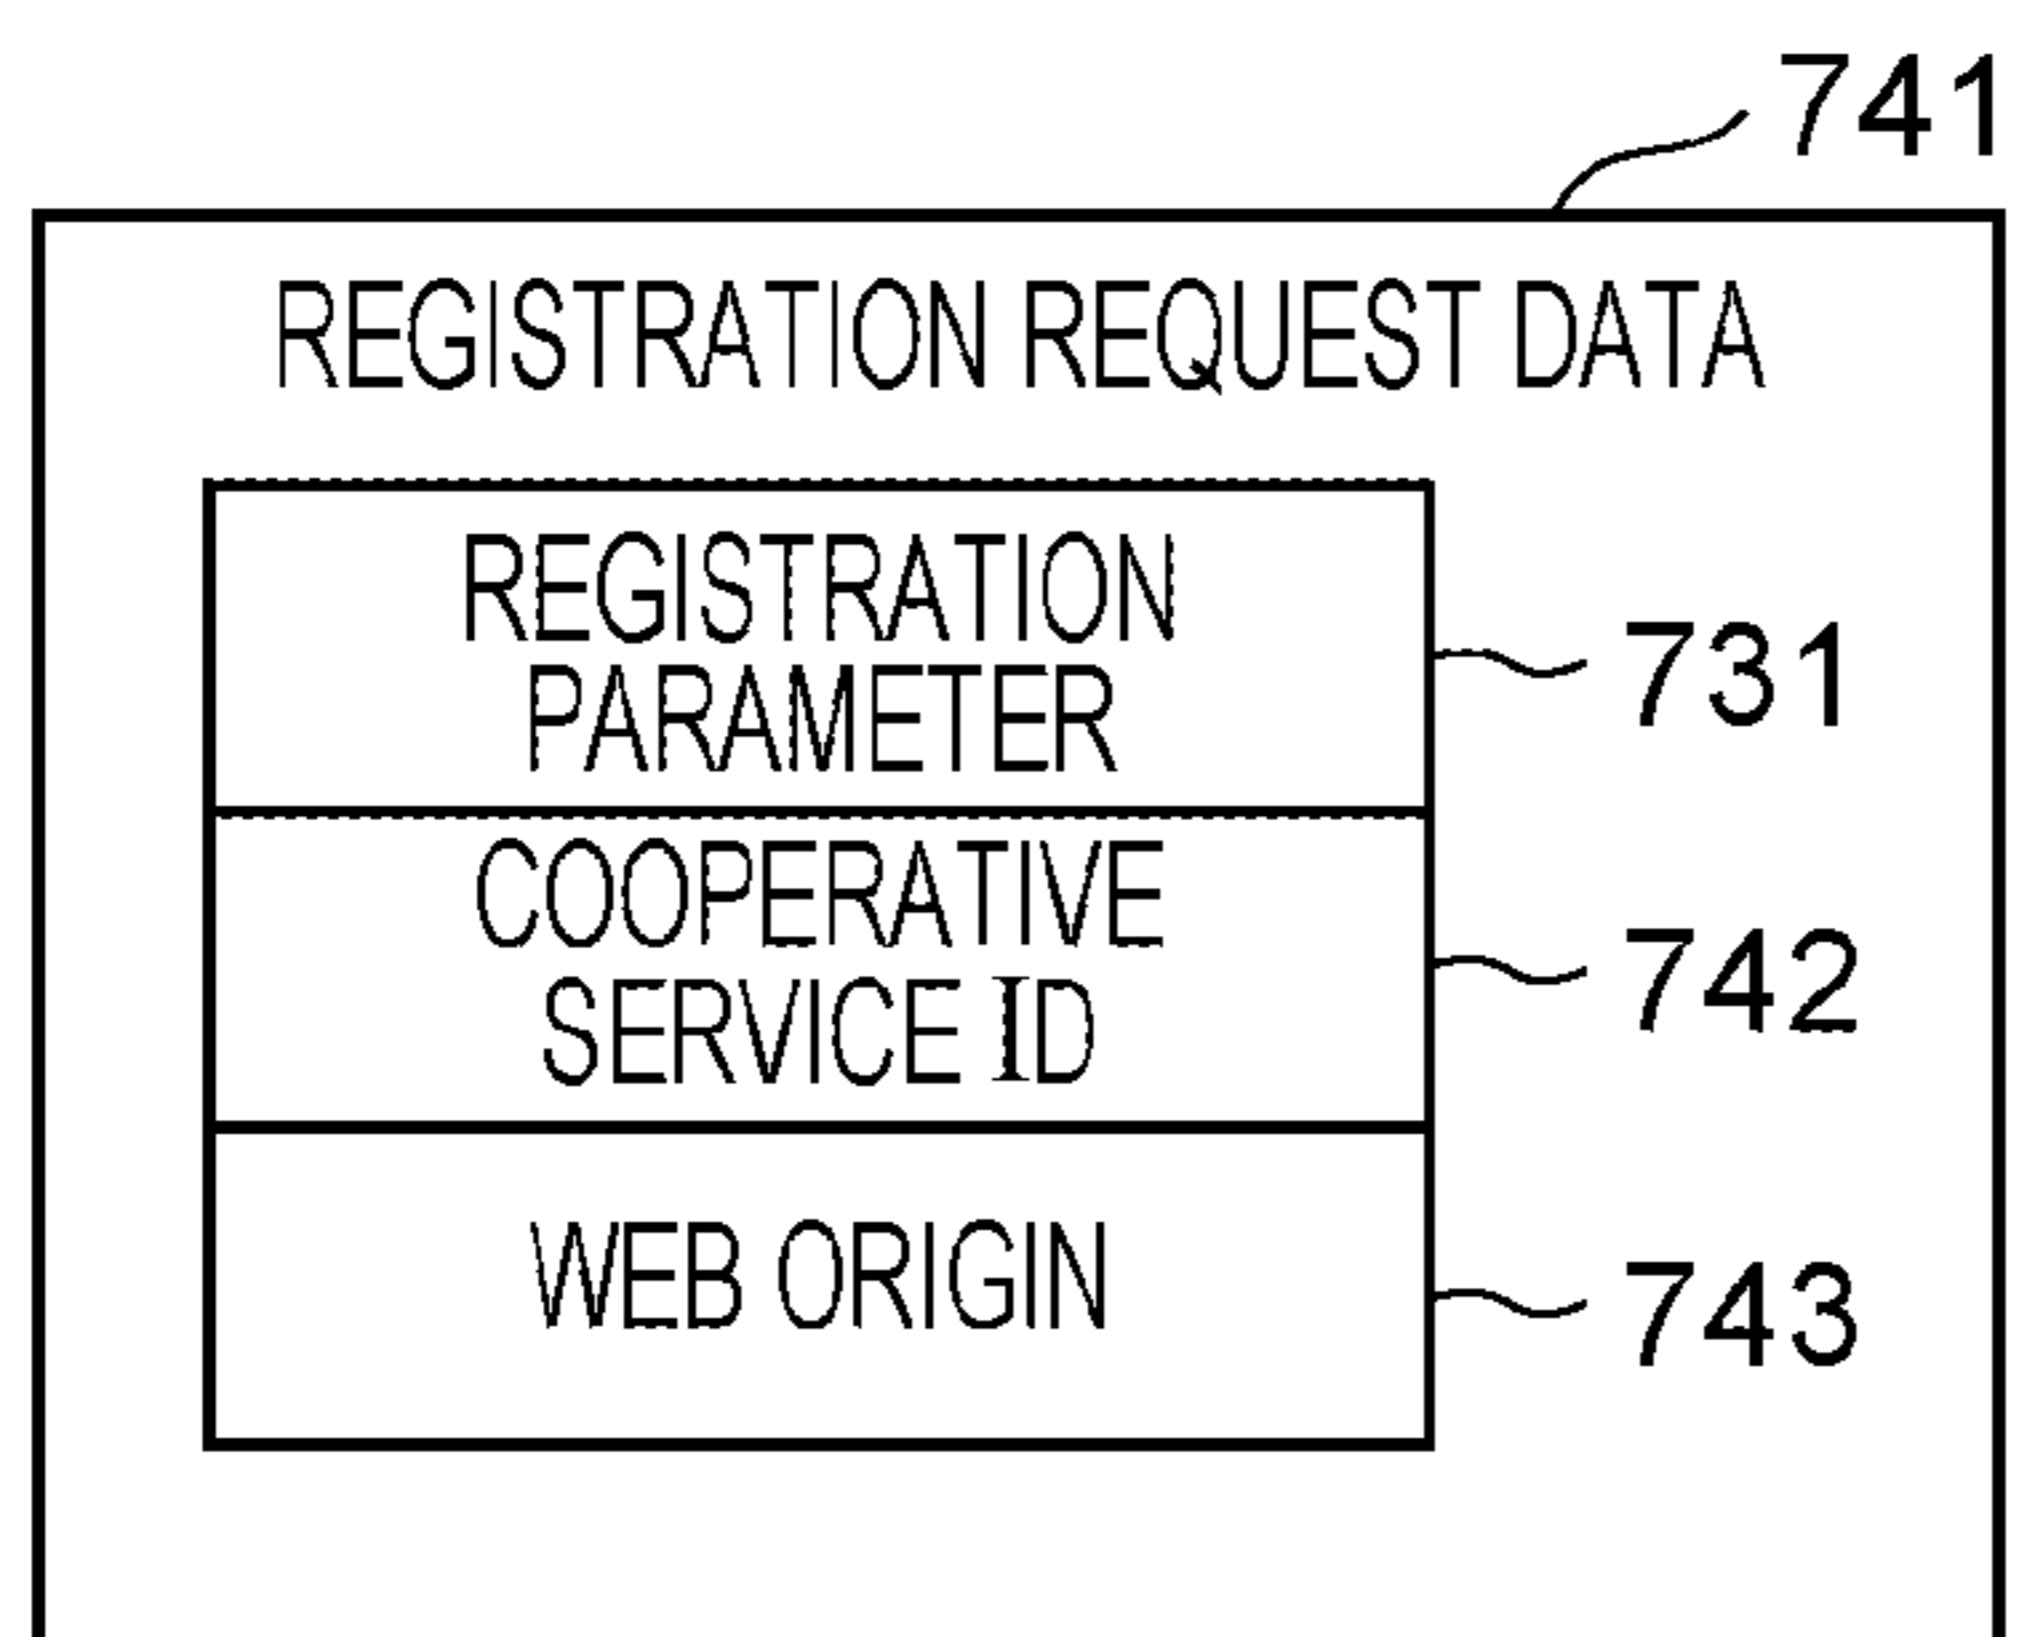 741
REGISTRATION REQUEST DATA
REGISTRATION
PARAMETER
731
COOPERATIVE
SERVICE ID
742
WEB ORIGIN
743